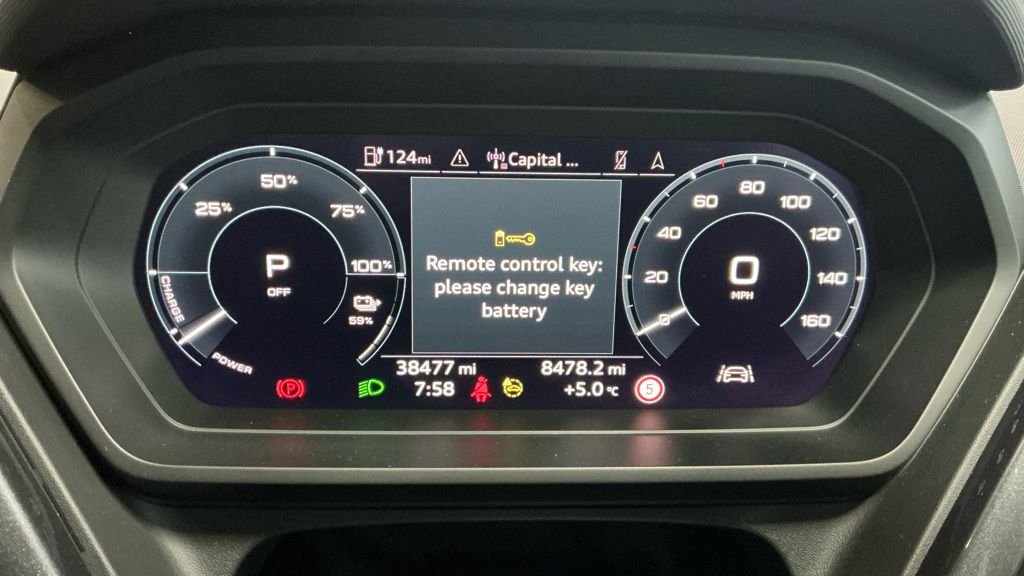 124mi
Capital ...
25%
50%
75%
100%
CHARGE
POWER
P
OFF
59%
Remote control key:
please change key
battery
20
40
60
80
100
120
140
160
0
MPH
38477 mi
8478.2 mi
7:58
+5.0 °C
P
5